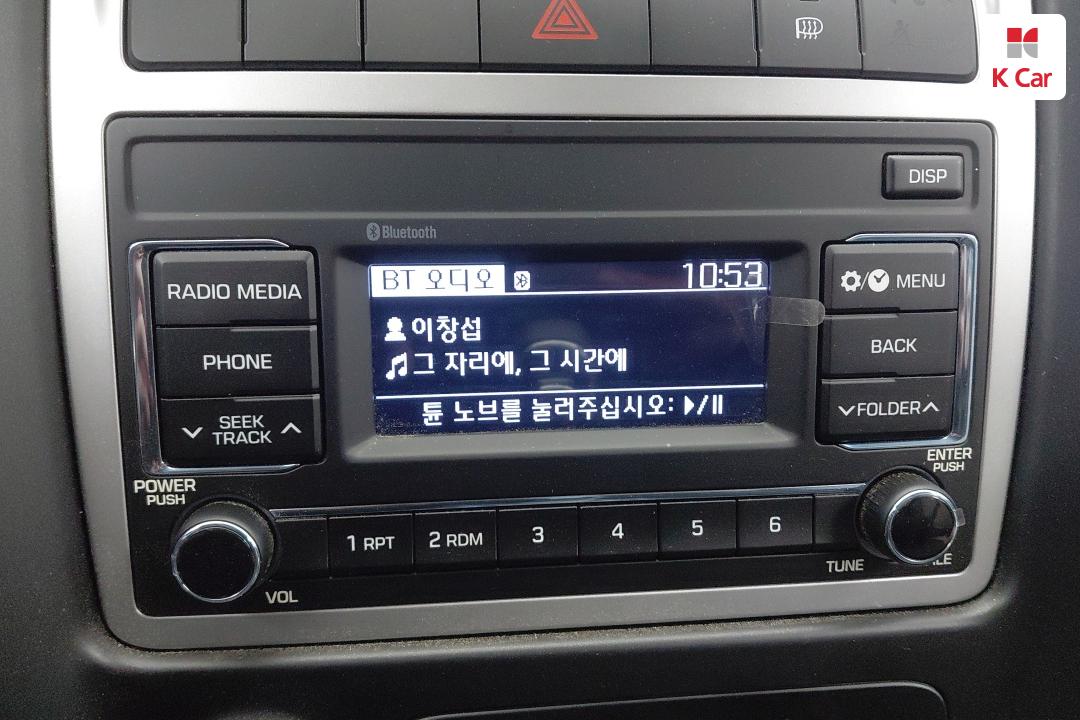 K Car
DISP
Bluetooth
RADIO MEDIA
PHONE
SEEK
TRACK
BT 오디오 10:53
이창섭
그 자리에, 그 시간에
튠 노브를 눌러주십시오:
MENU
BACK
FOLDER
POWER
PUSH
VOL
1 RPT
2 RDM
3
4
5
6
ENTER
PUSH
TUNE